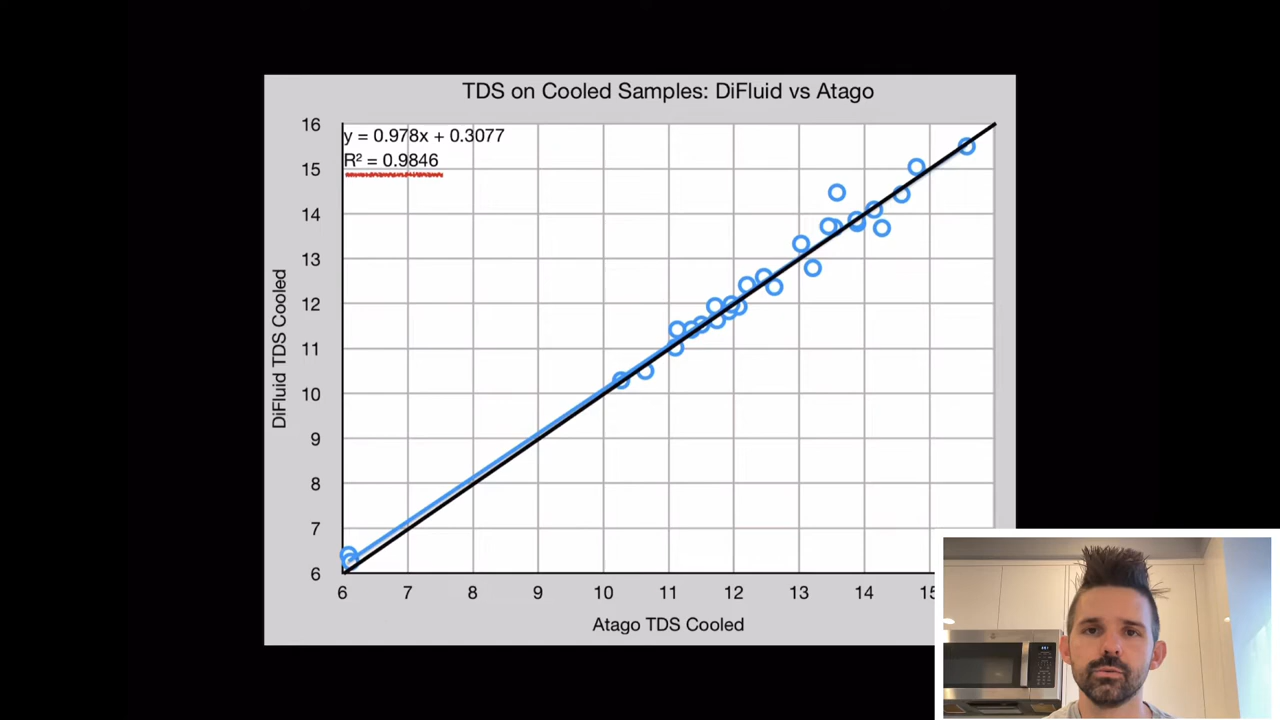 TDS on Cooled Samples: DiFluid vs Atago
y = 0.978x + 0.3077
R² = 0.9846
16
15
14
13
12
11
10
9
8
7
6
DiFluid TDS Cooled
6 7 8 9 10 11 12 13 14 15
Atago TDS Cooled